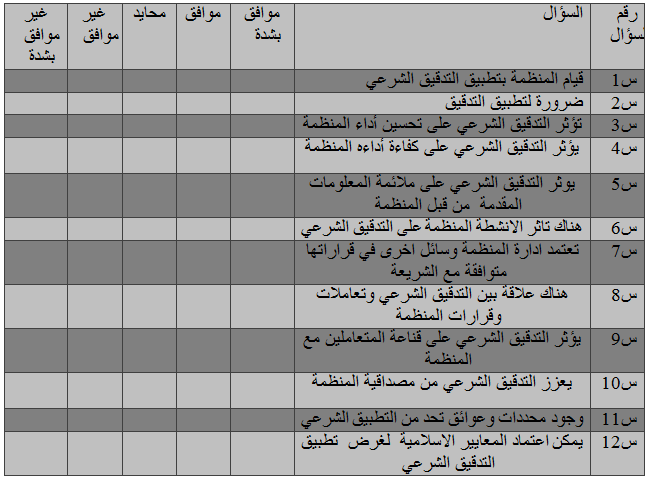 رقم السؤال السؤال موافق بشدة موافق محايد غير موافق غير موافق بشدة
س1 قيام المنظمة بتطبيق التدقيق الشرعي
س2 ضرورة لتطبيق التدقيق
س3 تؤثر التدقيق الشرعي على تحسين أداء المنظمة
س4 يؤثر التدقيق الشرعي على كفاءة أداءه المنظمة
س5 يوثر التدقيق الشرعي على ملائمة المعلومات
المقدمة من قبل المنظمة
س6 هناك تاثر الانشطة المنظمة على التدقيق الشرعي
س7 تعتمد ادارة المنظمة وسائل اخرى في قراراتها
متوافقة مع الشريعة
س8 هناك علاقة بين التدقيق الشرعي وتعاملات
وقرارات المنظمة
س9 يؤثر التدقيق الشرعي على قناعة المتعاملين مع
المنظمة
س10 يعزز التدقيق الشرعي من مصداقية المنظمة
س11 وجود محددات وعوائق تحد من التطبيق الشرعي
س12 يمكن اعتماد المعايير الاسلامية لغرض تطبيق
التدقيق الشرعي